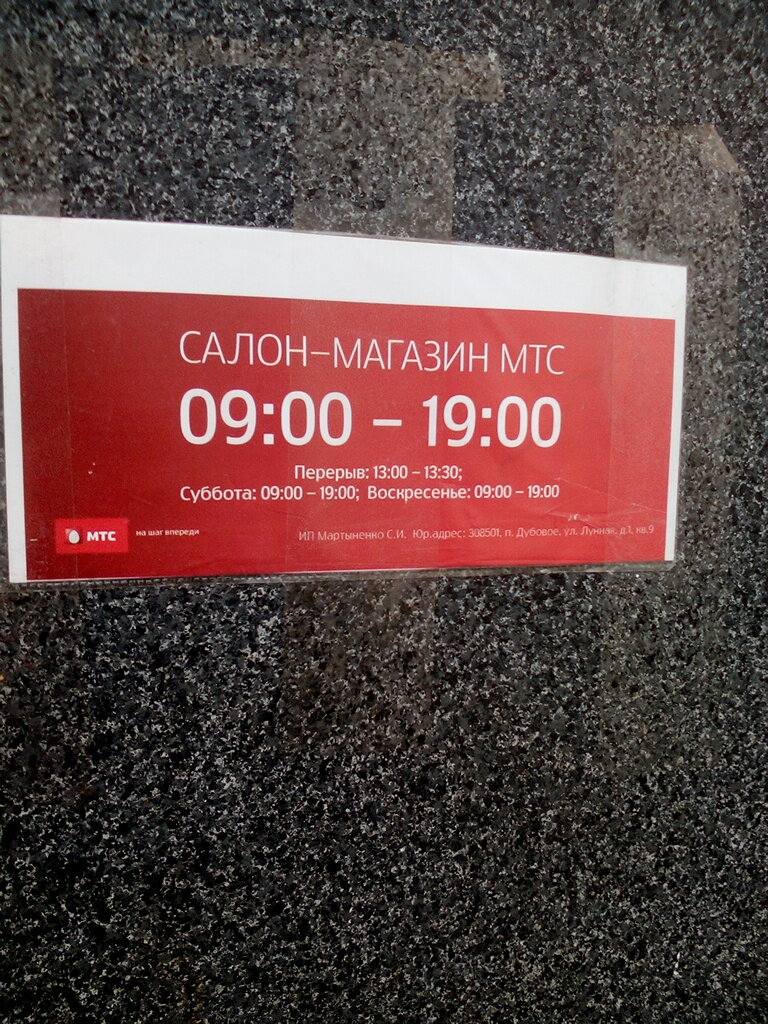 САЛОН-МАГАЗИН МТС
09:00 – 19:00
Перерыв: 13:00 – 13:30;
Суббота: 09:00 – 19:00; Воскресенье: 09:00 – 19:00
МТС на шаг впереди
ИП Мартыненко С.И. Юр.адрес: 308501, п. Дубовое, ул. Лунная, д.1, кв.9